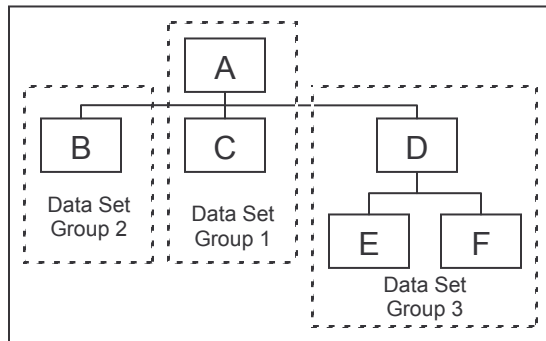 A
B
C
D
Data Set
Group 2
Data Set
Group 1
E
F
Data Set
Group 3